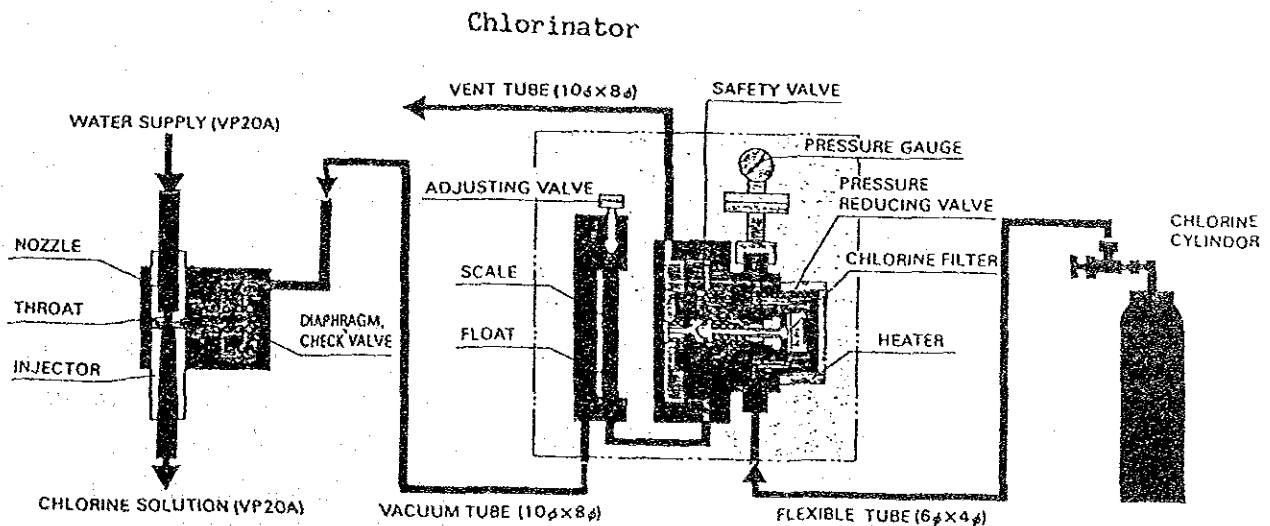 Chlorinator
VENT TUBE (10φ×8φ)
SAFETY VALVE
WATER SUPPLY (VP20A)
PRESSURE GAUGE
ADJUSTING VALVE
PRESSURE
REDUCING VALVE
CHLORINE
CYLINDOR
NOZZLE
SCALE
CHLORINE FILTER
THROAT
DIAPHRAGM,
CHECK VALVE
FLOAT
HEATER
INJECTOR
CHLORINE SOLUTION (VP20A)
VACUUM TUBE (10φ×8φ)
FLEXIBLE TUBE (6φ×4φ)